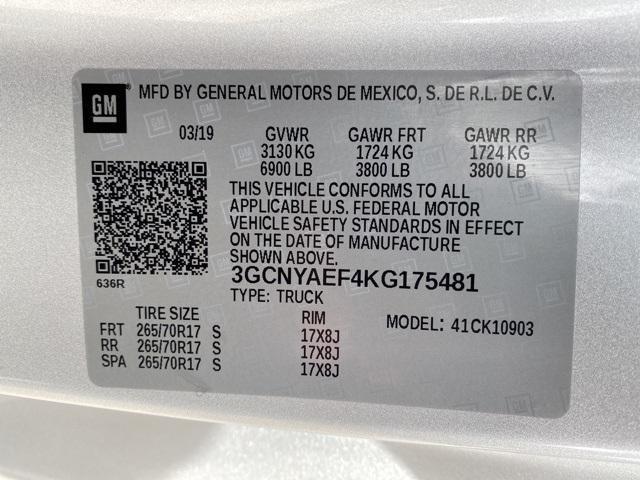 GM
MFD BY GENERAL MOTORS DE MEXICO, S. DE R.L. DE C.V.
03/19 GVWR GAWR FRT GAWR RR
3130 KG 1724 KG 1724 KG
6900 LB 3800 LB 3800 LB
THIS VEHICLE CONFORMS TO ALL
APPLICABLE U.S. FEDERAL MOTOR
VEHICLE SAFETY STANDARDS IN EFFECT
ON THE DATE OF MANUFACTURE
SHOWN ABOVE.
636R
3GCNYAEF4KG175481
TYPE: TRUCK
TIRE SIZE RIM MODEL: 41CK10903
FRT 265/70R17 S 17X8J
RR 265/70R17 S 17X8J
SPA 265/70R17 S 17X8J